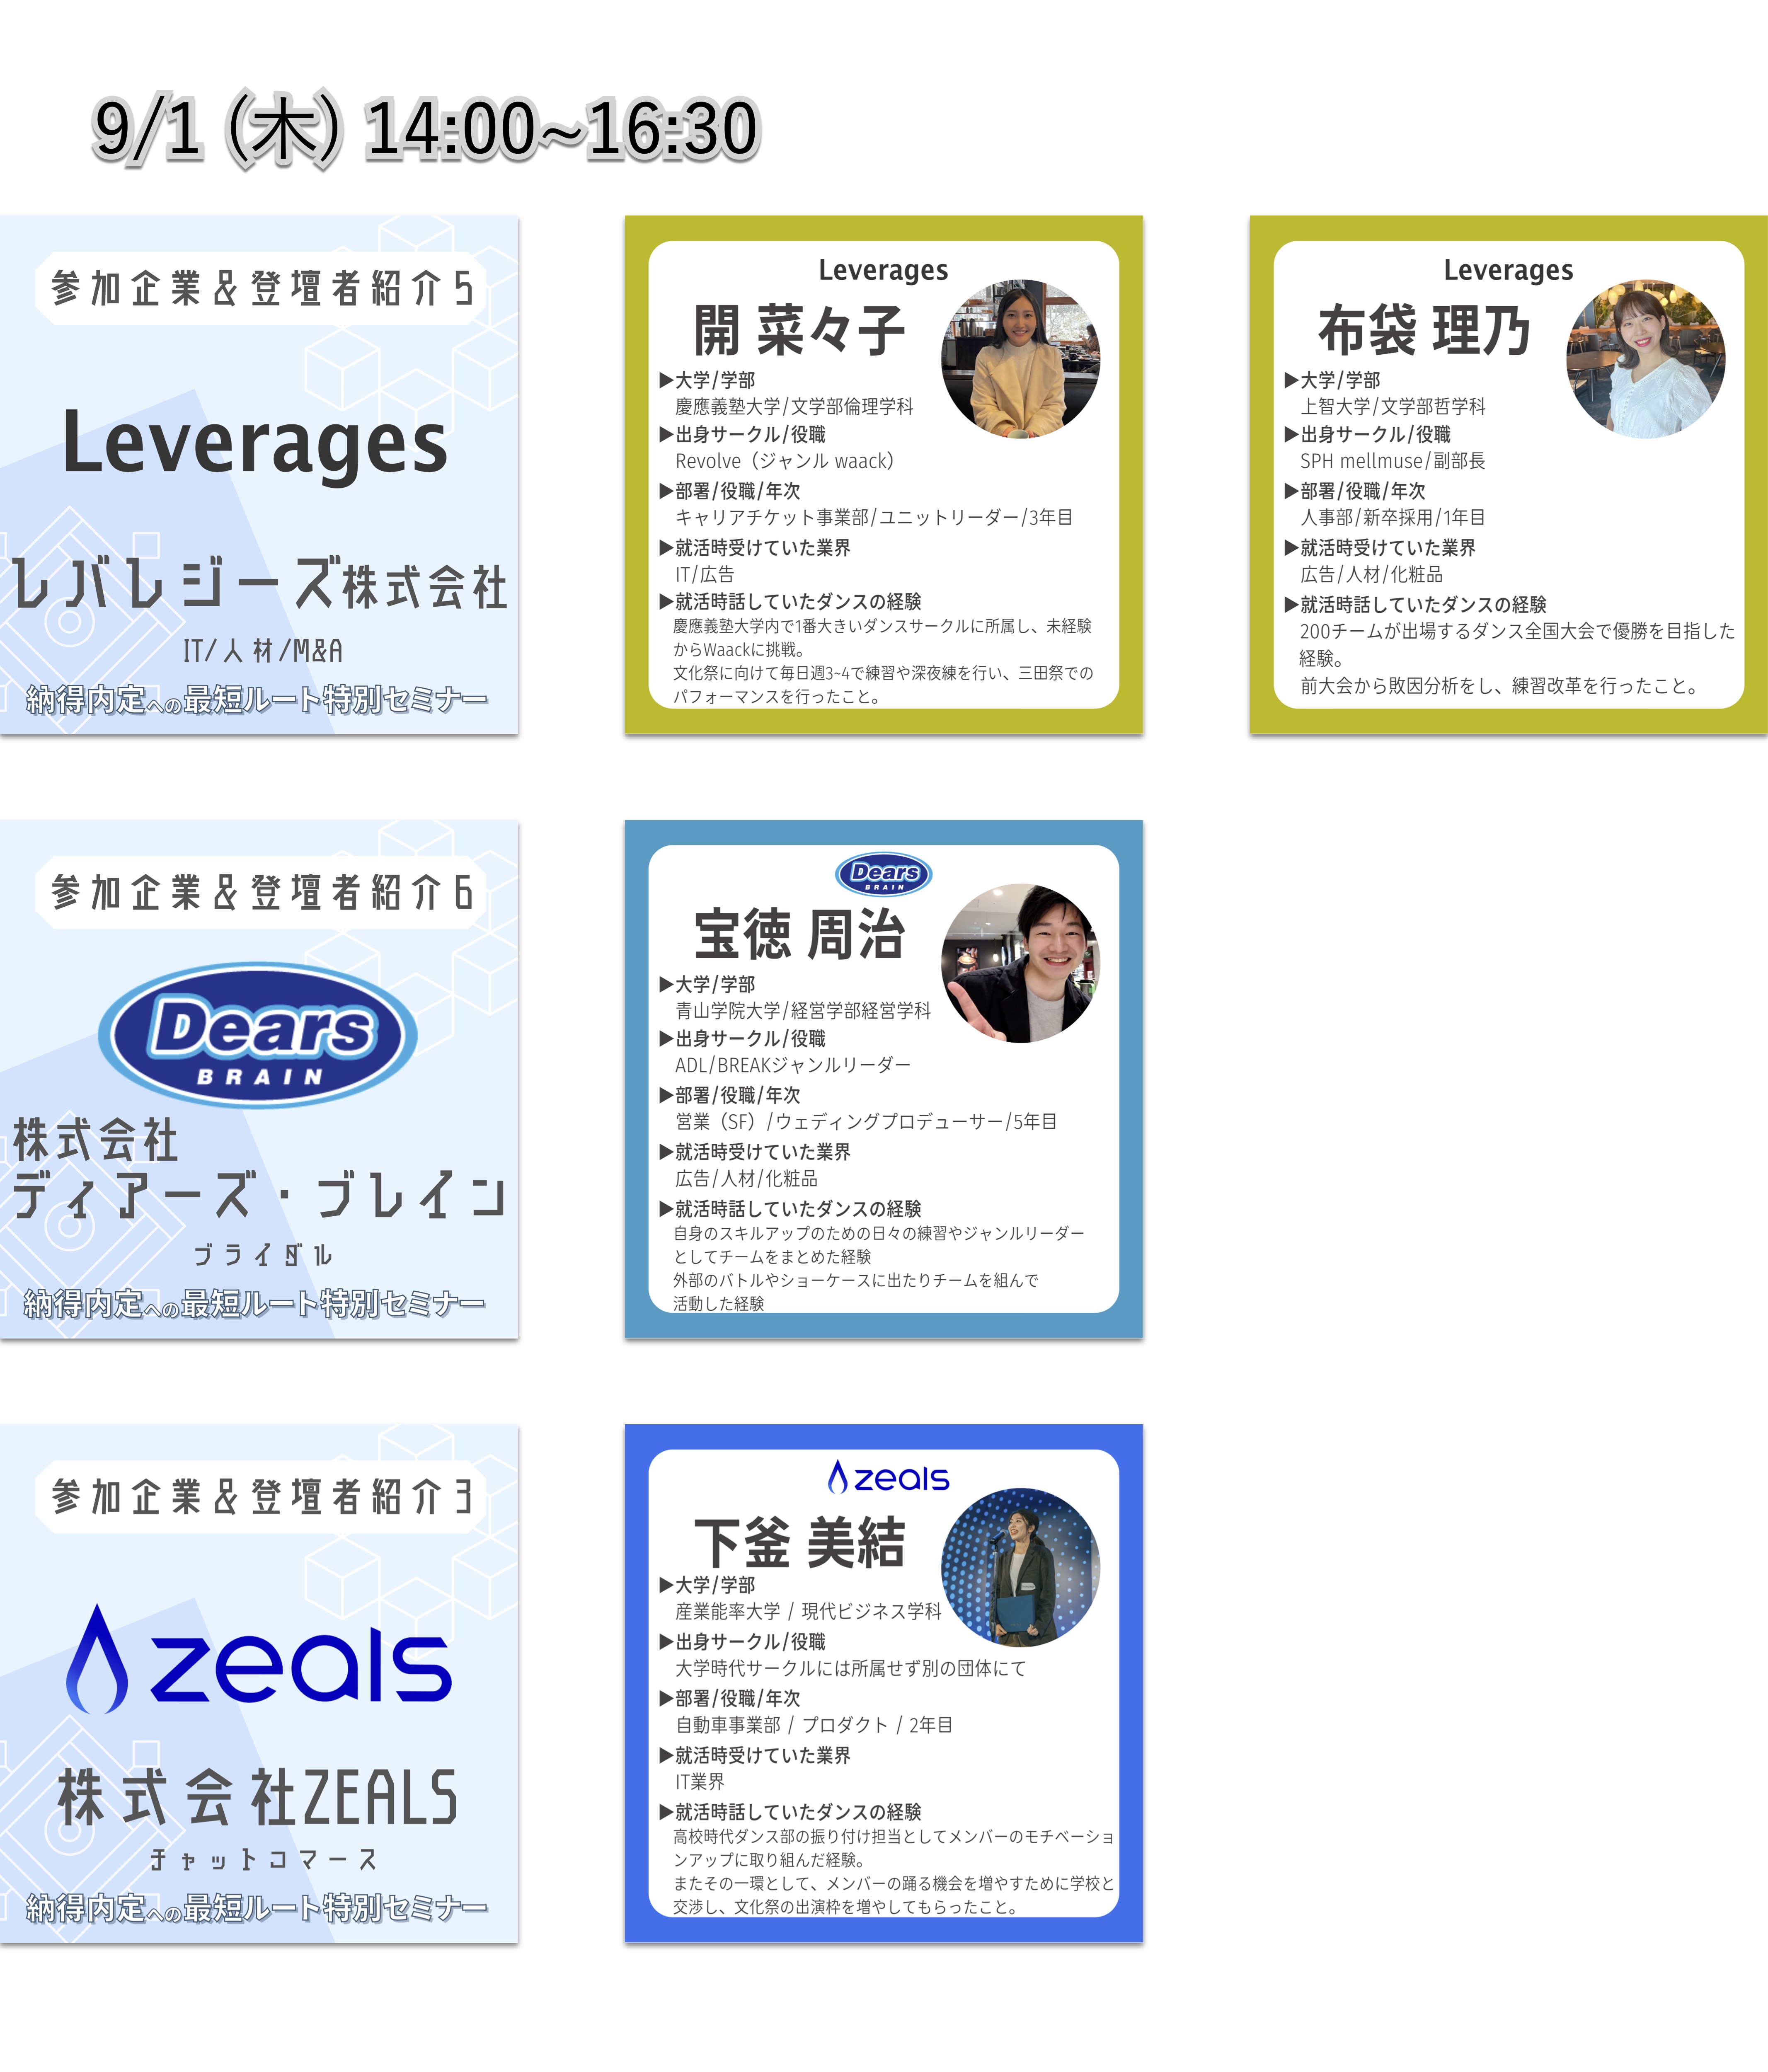 9/1 (木) 14:00~16:30
参加企業&登壇者紹介5
Leverages
レバレジーズ株式会社
IT/人材/M&A
納得内定への最短ルート特別セミナー
Leverages
開 菜々子
▶大学/学部
慶應義塾大学/文学部倫理学科
▶出身サークル/役職
Revolve（ジャンル waack）
▶部署/役職/年次
キャリアチケット事業部/ユニットリーダー/3年目
▶就活時受けていた業界
IT/広告
▶就活時話していたダンスの経験
慶應義塾大学内で1番大きいダンスサークルに所属し、未経験
からWaackに挑戦。
文化祭に向けて毎日週3~4で練習や深夜練を行い、三田祭での
パフォーマンスを行ったこと。
Leverages
布袋 理乃
▶大学/学部
上智大学/文学部哲学科
▶出身サークル/役職
SPH mellmuse/副部長
▶部署/役職/年次
人事部/新卒採用/1年目
▶就活時受けていた業界
広告/人材/化粧品
▶就活時話していたダンスの経験
200チームが出場するダンス全国大会で優勝を目指した
経験。
前大会から敗因分析をし、練習改革を行ったこと。
参加企業&登壇者紹介6
Dears
BRAIN
株式会社
ディアーズ・ブレイン
ブライダル
納得内定への最短ルート特別セミナー
Dears
BRAIN
宝徳 周治
▶大学/学部
青山学院大学/経営学部経営学科
▶出身サークル/役職
ADL/BREAKジャンルリーダー
▶部署/役職/年次
営業（SF）/ウェディングプロデューサー/5年目
▶就活時受けていた業界
広告/人材/化粧品
▶就活時話していたダンスの経験
自身のスキルアップのための日々の練習やジャンルリーダー
としてチームをまとめた経験
外部のバトルやショーケースに出たりチームを組んで
活動した経験
参加企業&登壇者紹介3
zeals
株式会社ZEALS
チャットコマース
納得内定への最短ルート特別セミナー
zeals
下釜 美結
▶大学/学部
産業能率大学 / 現代ビジネス学科
▶出身サークル/役職
大学時代サークルには所属せず別の団体にて
▶部署/役職/年次
自動車事業部 / プロダクト / 2年目
▶就活時受けていた業界
IT業界
▶就活時話していたダンスの経験
高校時代ダンス部の振り付け担当としてメンバーのモチベーショ
ンアップに取り組んだ経験。
またその一環として、メンバーの踊る機会を増やすために学校と
交渉し、文化祭の出演枠を増やしてもらったこと。